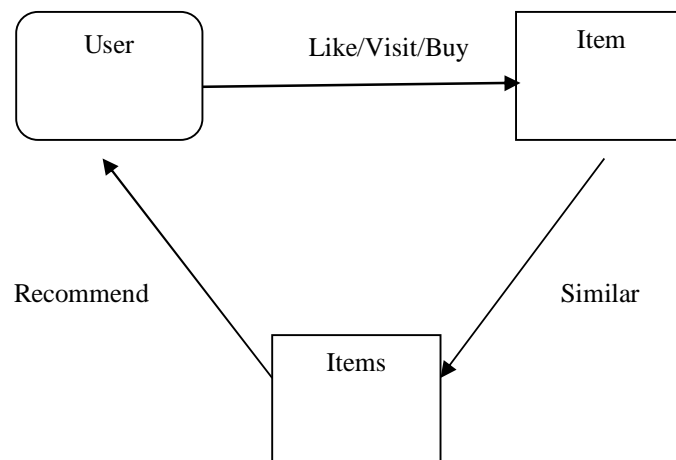 User
Like/Visit/Buy
Item
Recommend
Similar
Items